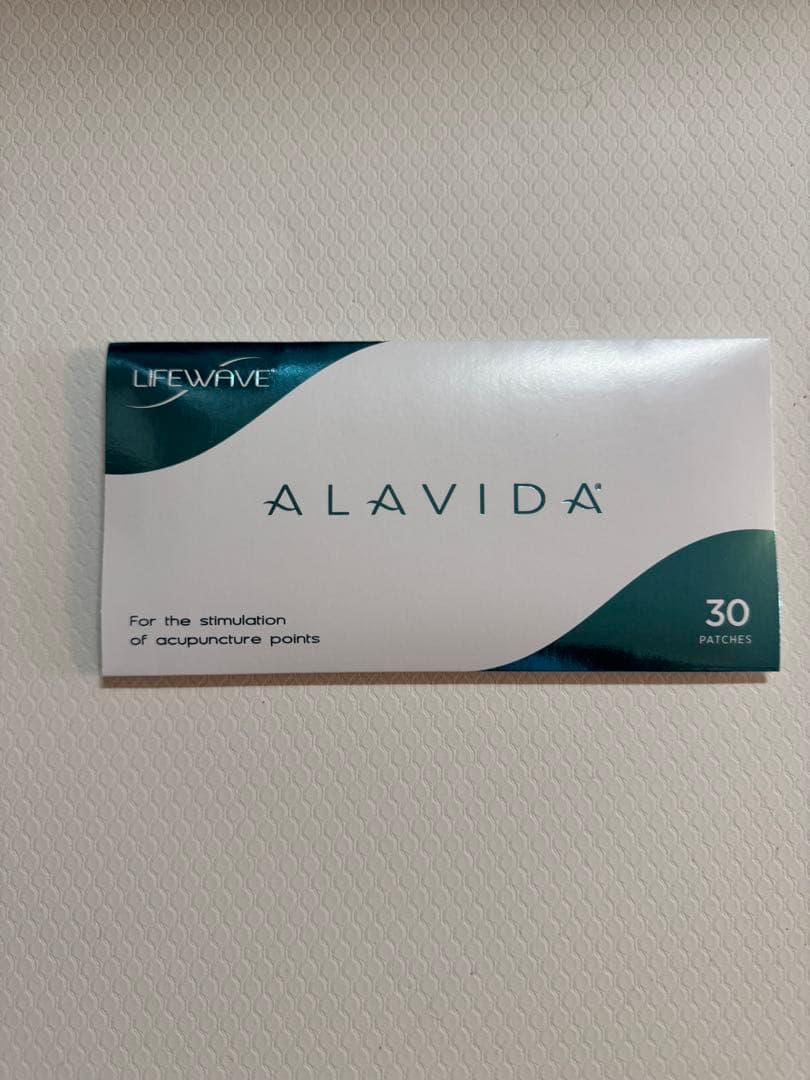 LIFEWAVE®
ALAVIDA®
For the stimulation
of acupuncture points
30
PATCHES